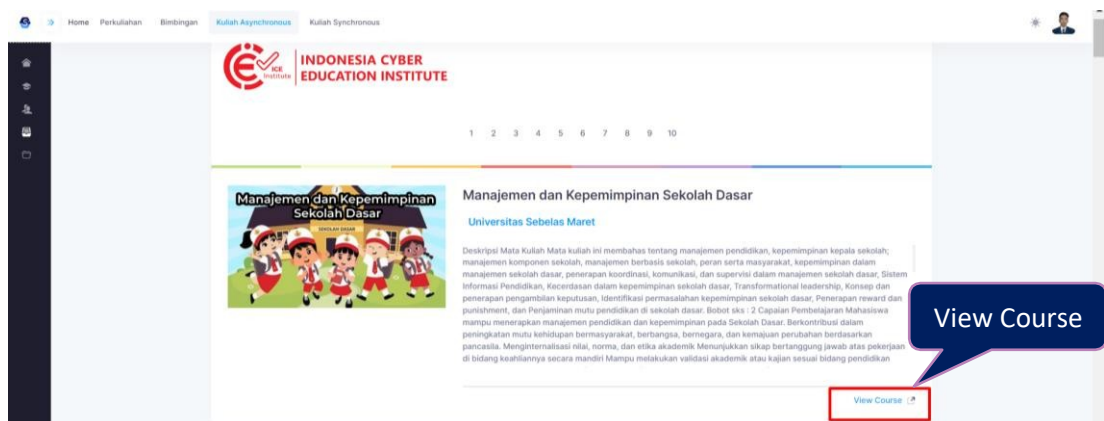 Home Perkuliahan Bimbingan Kuliah Asynchronous Kuliah Synchronous
ICE
Institute
INDONESIA CYBER
EDUCATION INSTITUTE
1 2 3 4 5 6 7 8 9 10
Manajemen dan Kepemimpinan
Sekolah Dasar
SEKOLAH DASAR
Manajemen dan Kepemimpinan Sekolah Dasar
Universitas Sebelas Maret
Deskripsi Mata Kuliah Mata kuliah ini membahas tentang manajemen pendidikan, kepemimpinan kepala sekolah;
manajemen komponen sekolah, manajemen berbasis sekolah, peran serta masyarakat, kepemimpinan dalam
manajemen sekolah dasar, penerapan koordinasi, komunikasi, dan supervisi dalam manajemen sekolah dasar, Sistem
Informasi Pendidikan, Kecerdasan dalam kepemimpinan sekolah dasar, Transformational leadership, Konsep dan
penerapan pengambilan keputusan, Identifikasi permasalahan kepemimpinan sekolah dasar, Penerapan reward dan
punishment, dan Penjaminan mutu pendidikan di sekolah dasar. Bobot sks : 2 Capaian Pembelajaran Mahasiswa
mampu menerapkan manajemen pendidikan dan kepemimpinan pada Sekolah Dasar. Berkontribusi dalam
peningkatan mutu kehidupan bermasyarakat, berbangsa, bernegara, dan kemajuan perubahan berdasarkan
pancasila. Menginternalisasi nilai, norma, dan etika akademik Menunjukkan sikap bertanggung jawab atas pekerjaan
di bidang keahliannya secara mandiri Mampu melakukan validasi akademik atau kajian sesuai bidang pendidikan
View Course
View Course